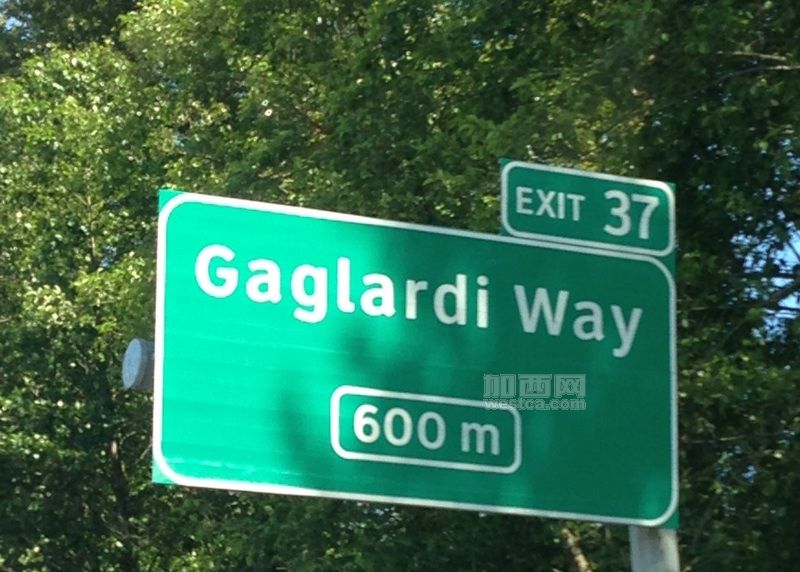 EXIT 37
Gaglardi Way
加西网
westca.com
600 m